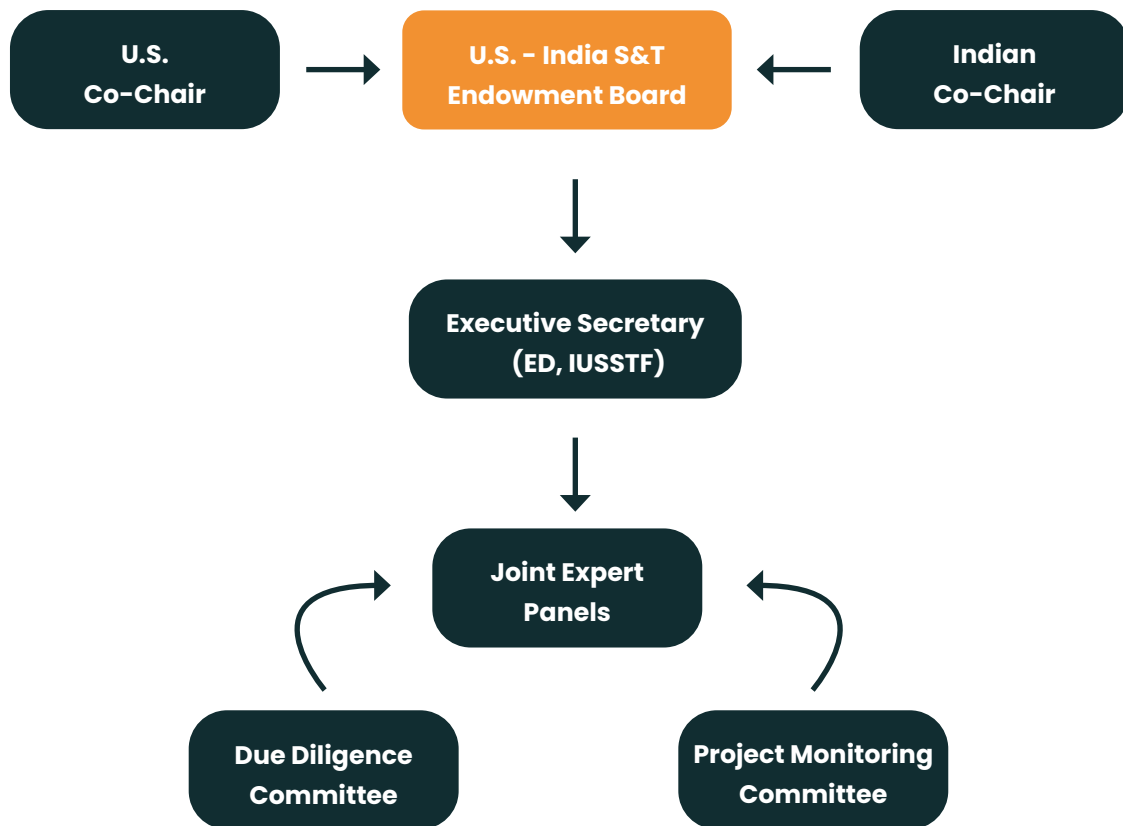 U.S.
Co-Chair
U.S. - India S&T
Endowment Board
Indian
Co-Chair
Executive Secretary
(ED, IUSSTF)
Joint Expert
Panels
Due Diligence
Committee
Project Monitoring
Committee